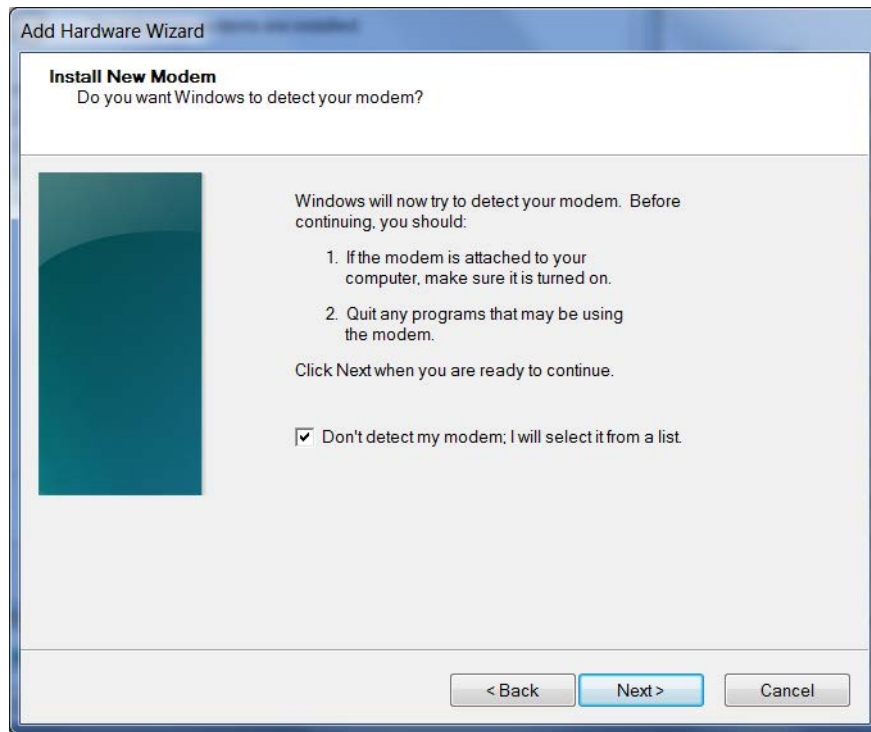 Add Hardware Wizard
Install New Modem
Do you want Windows to detect your modem?
Windows will now try to detect your modem. Before
continuing, you should:
1. If the modem is attached to your
computer, make sure it is turned on.
2. Quit any programs that may be using
the modem.
Click Next when you are ready to continue.
Don't detect my modem; I will select it from a list.
< Back Next > Cancel